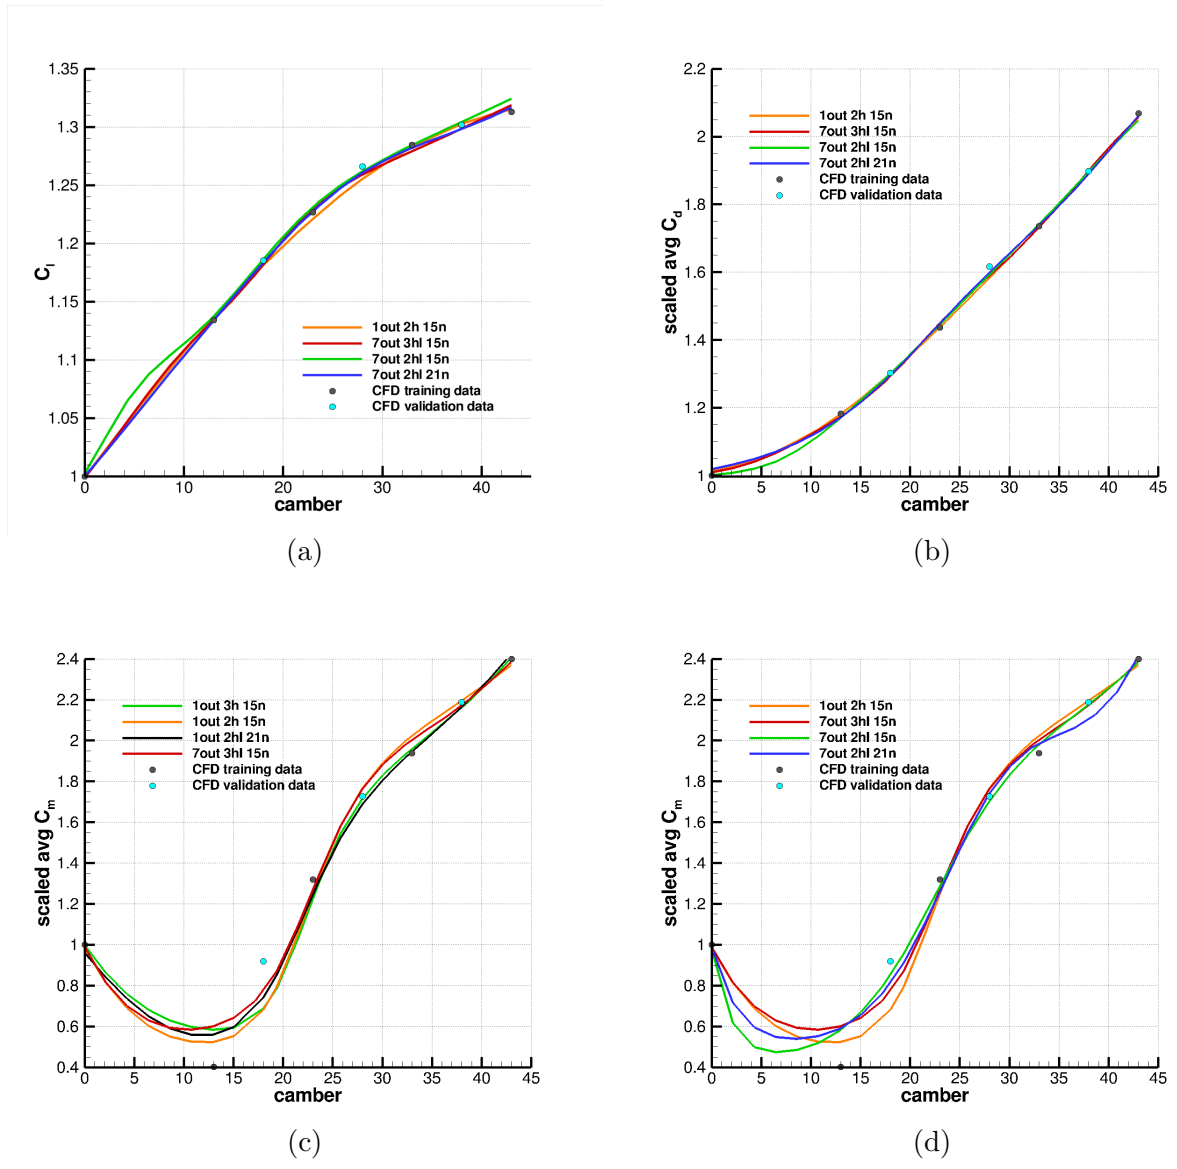 1.35
1.3
1.25
1.2
1.15
1.1
1.05
1
C_l
0 10 20 30 40
camber
1out 2h 15n
7out 3hl 15n
7out 2hl 15n
7out 2hl 21n
CFD training data
CFD validation data
(a)
2.2
2
1.8
1.6
1.4
1.2
1
scaled avg C_d
0 5 10 15 20 25 30 35 40 45
camber
1out 2h 15n
7out 3hl 15n
7out 2hl 15n
7out 2hl 21n
CFD training data
CFD validation data
(b)
2.4
2.2
2
1.8
1.6
1.4
1.2
1
0.8
0.6
0.4
scaled avg C_m
0 5 10 15 20 25 30 35 40 45
camber
1out 3h 15n
1out 2h 15n
1out 2hl 21n
7out 3hl 15n
CFD training data
CFD validation data
(c)
2.4
2.2
2
1.8
1.6
1.4
1.2
1
0.8
0.6
0.4
scaled avg C_m
0 5 10 15 20 25 30 35 40 45
camber
1out 2h 15n
7out 3hl 15n
7out 2hl 15n
7out 2hl 21n
CFD training data
CFD validation data
(d)